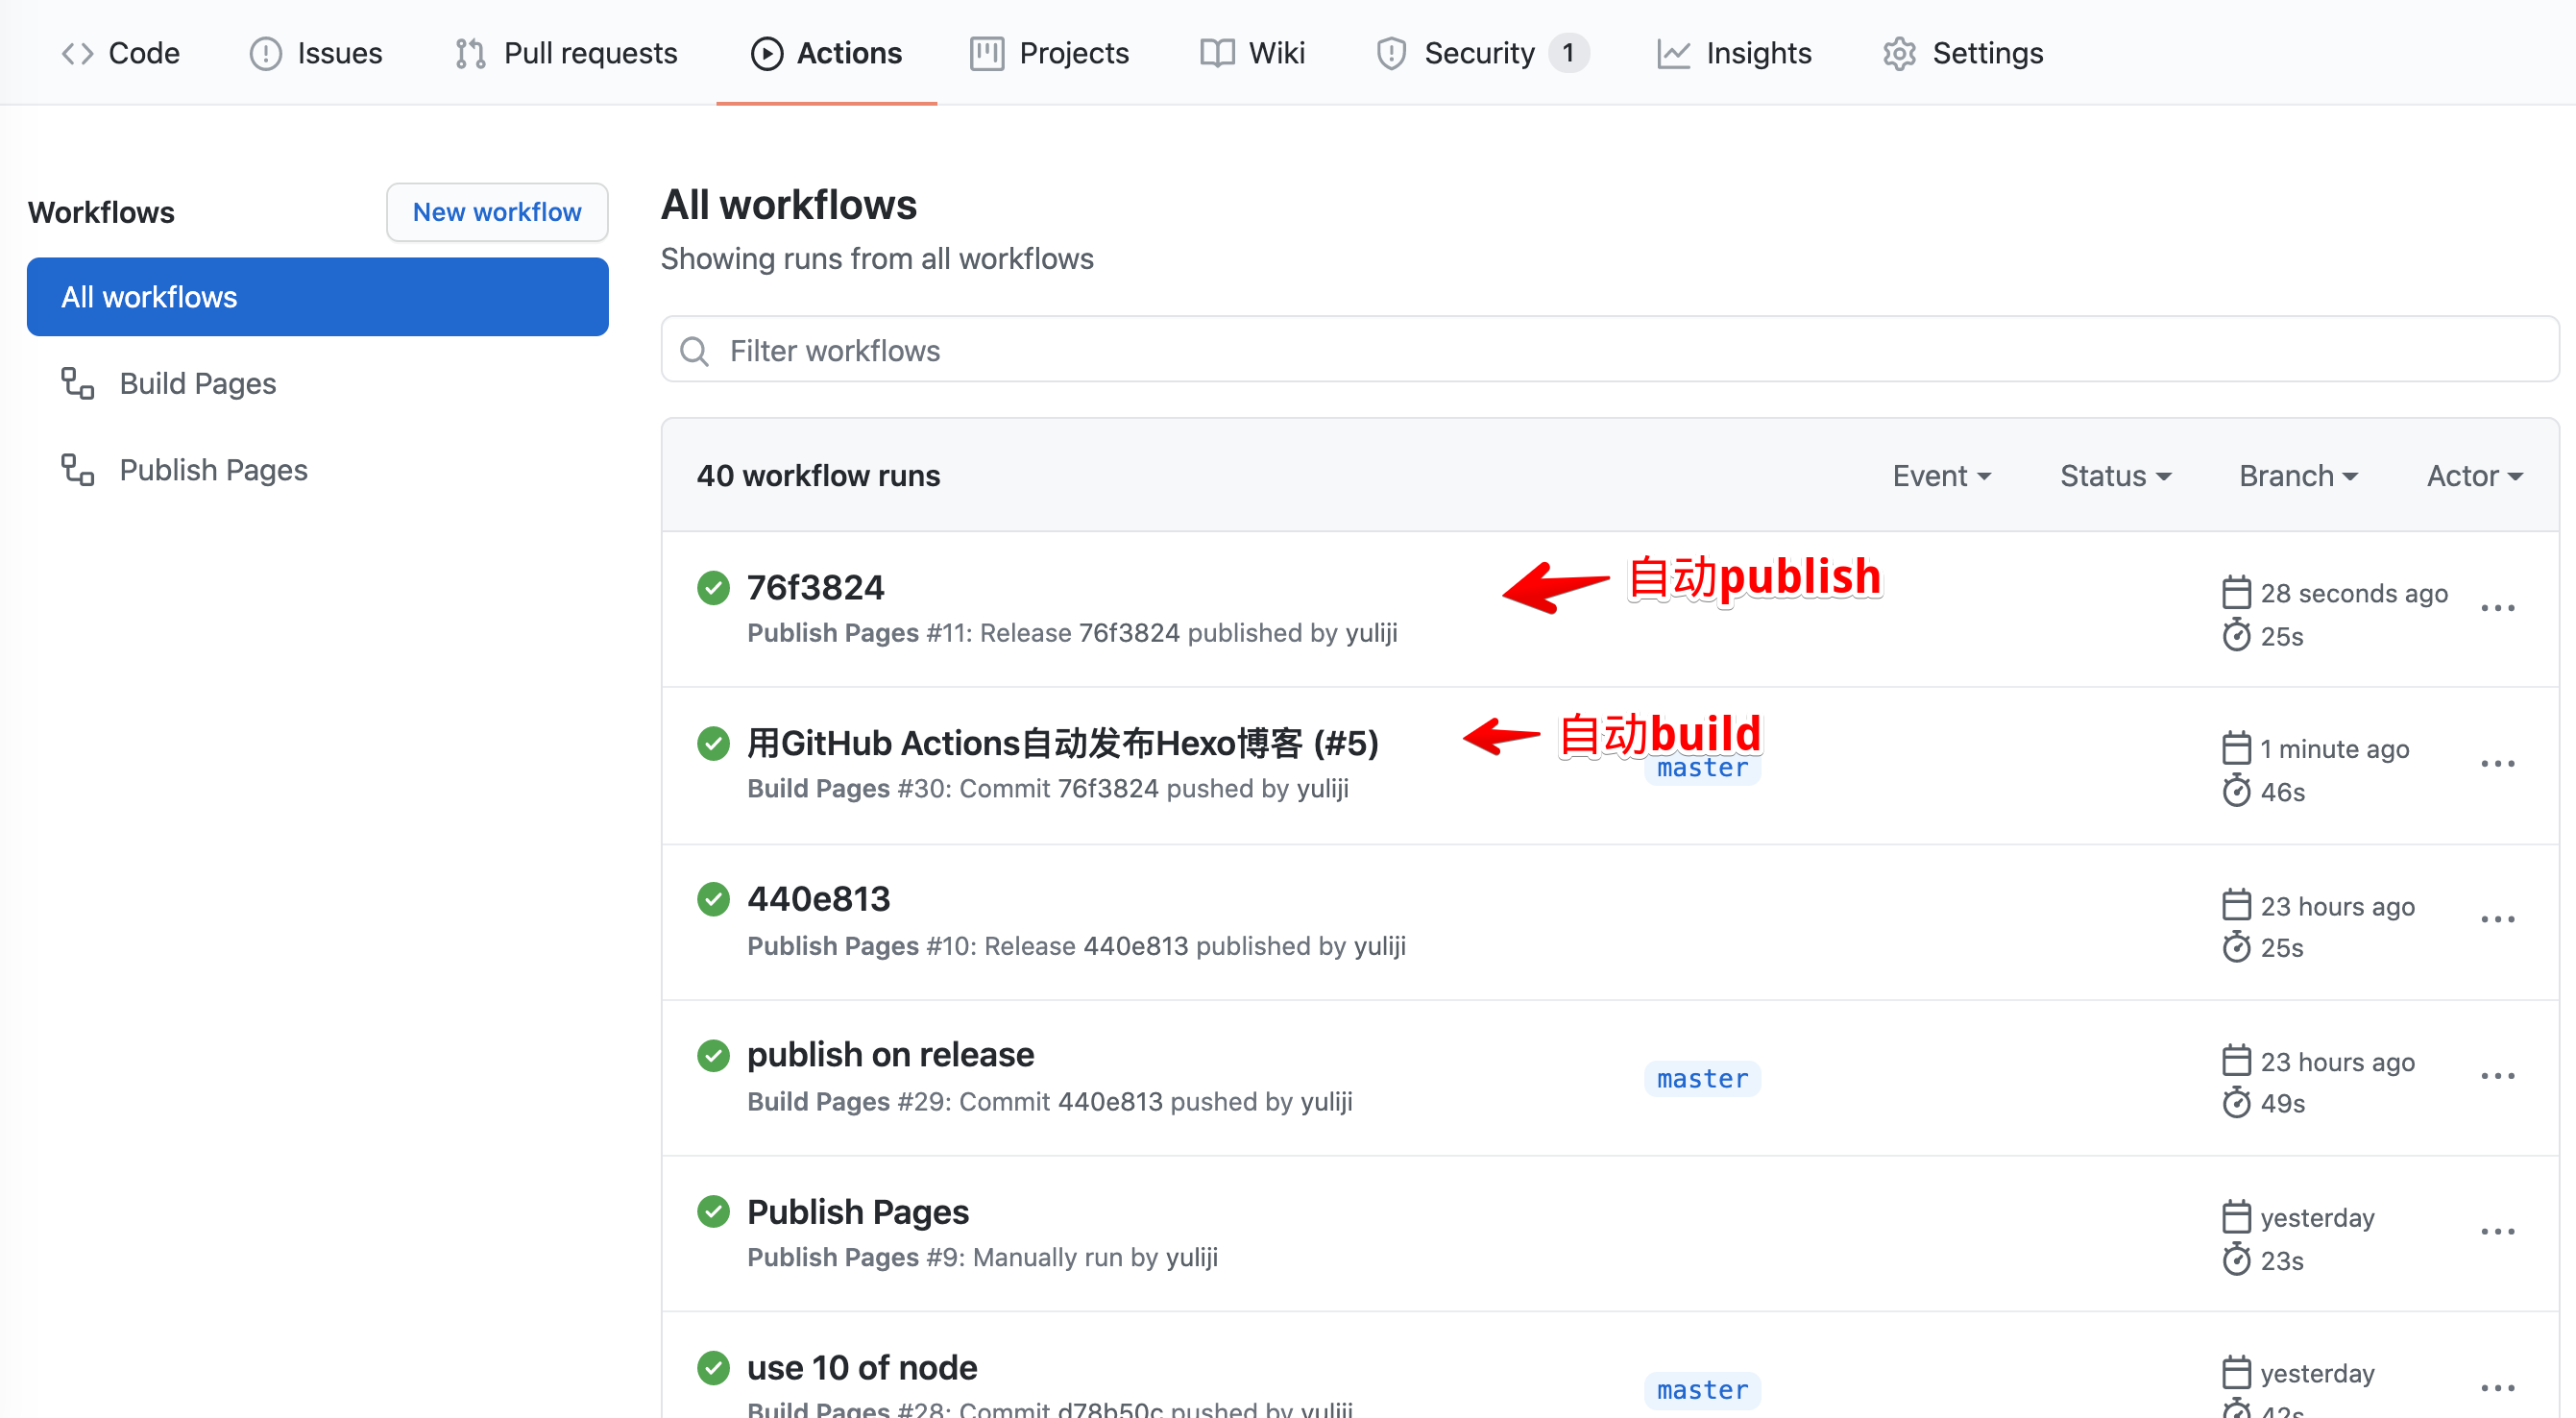 Code Issues Pull requests Actions Projects Wiki Security 1 Insights Settings
Workflows
New workflow
All workflows
Build Pages
Publish Pages
All workflows
Showing runs from all workflows
Filter workflows
40 workflow runs
Event Status Branch Actor
76f3824
Publish Pages #11: Release 76f3824 published by yuliji
自动publish
28 seconds ago
25s
用GitHub Actions自动发布Hexo博客 (#5)
Build Pages #30: Commit 76f3824 pushed by yuliji
自动build
master
1 minute ago
46s
440e813
Publish Pages #10: Release 440e813 published by yuliji
23 hours ago
25s
publish on release
Build Pages #29: Commit 440e813 pushed by yuliji
master
23 hours ago
49s
Publish Pages
Publish Pages #9: Manually run by yuliji
yesterday
23s
use 10 of node
Build Pages #28: Commit d78b50c pushed by yuliji
master
yesterday
42s